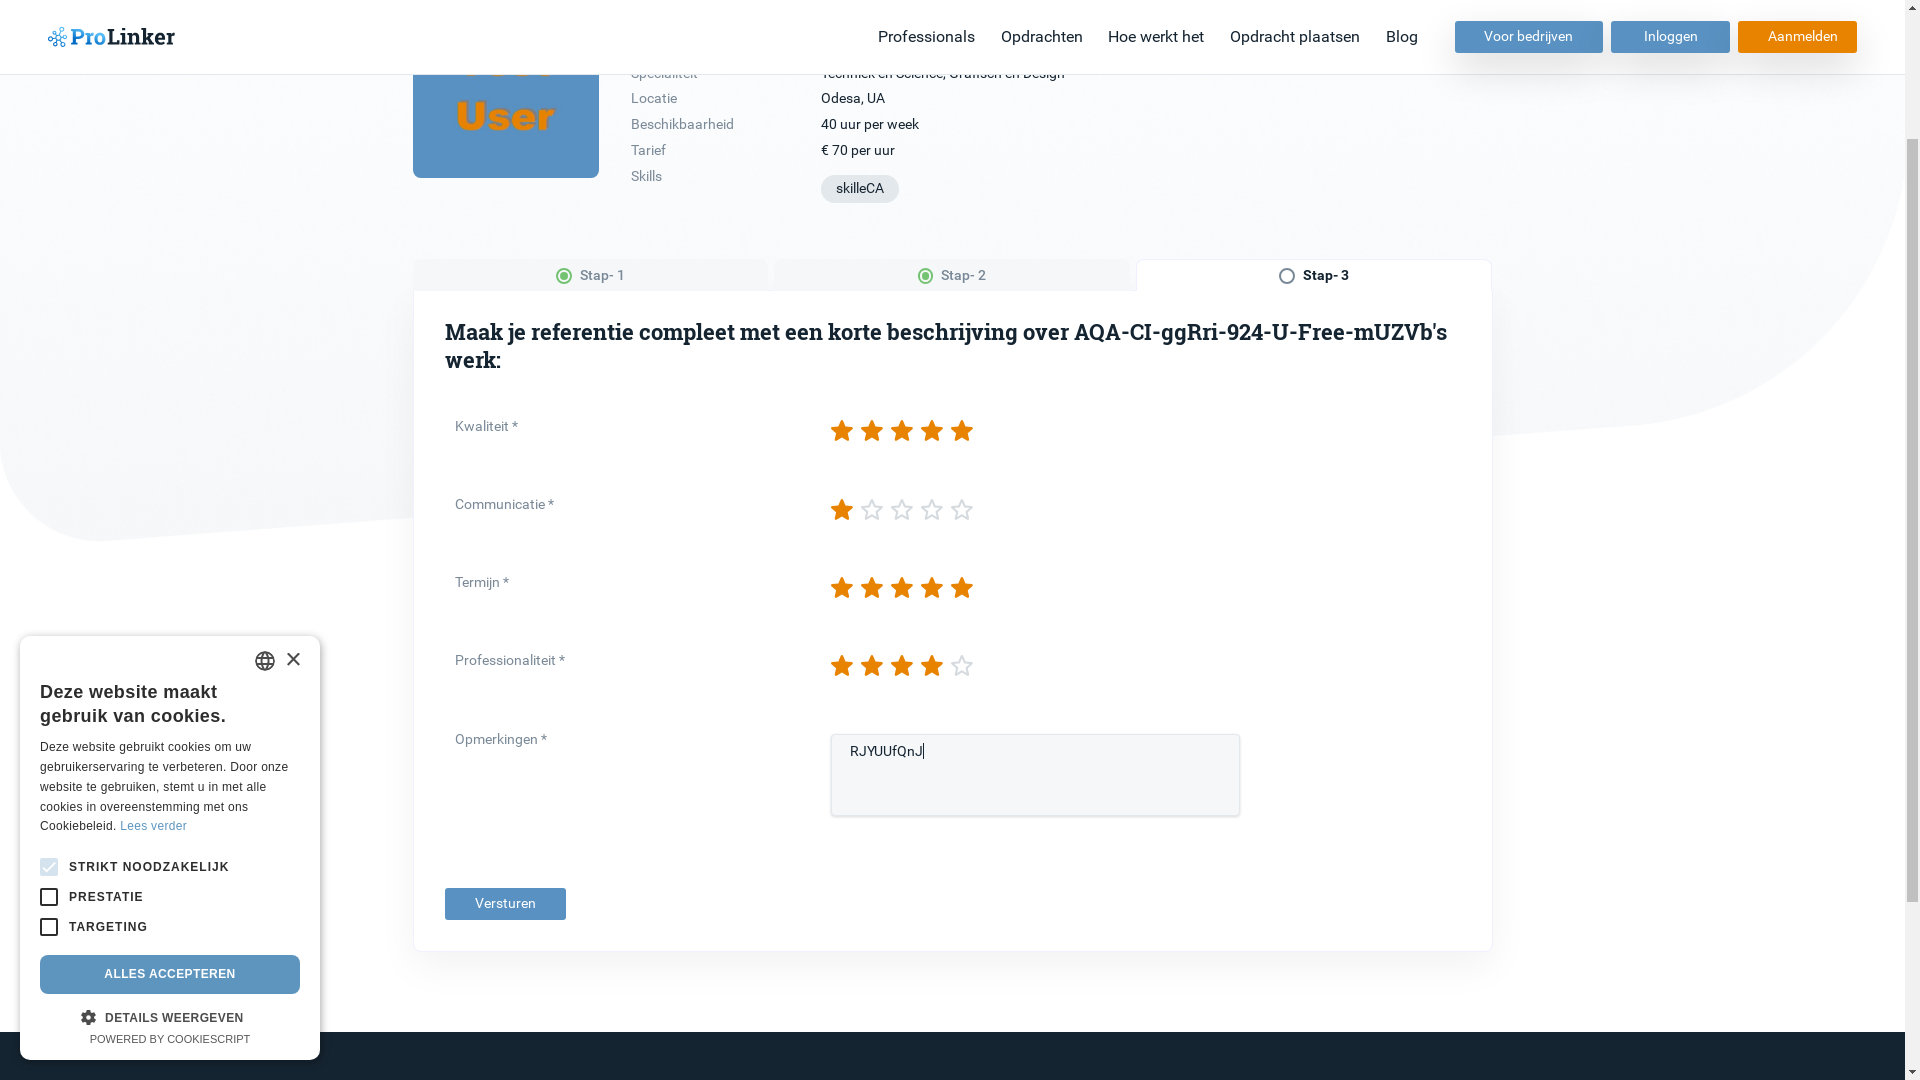 ProLinker
Professionals
Opdrachten
Hoe werkt het
Opdracht plaatsen
Blog
Voor bedrijven
Inloggen
Aanmelden
User
Specialiteit
Techniek en Science, Grafisch en Design
Locatie
Odesa, UA
Beschikbaarheid
40 uur per week
Tarief
€ 70 per uur
Skills
skilleCA
Stap- 1
Stap- 2
Stap- 3
Maak je referentie compleet met een korte beschrijving over AQA-CI-ggRri-924-U-Free-mUZVb's
werk:
Kwaliteit *
Communicatie *
Termijn *
Professionaliteit *
Opmerkingen *
RJYUUfQnJ
Versturen
Deze website maakt
gebruik van cookies.
Deze website gebruikt cookies om uw
gebruikerservaring te verbeteren. Door onze
website te gebruiken, stemt u in met alle
cookies in overeenstemming met ons
Cookiebeleid. Lees verder
STRIKT NOODZAKELIJK
PRESTATIE
TARGETING
ALLES ACCEPTEREN
DETAILS WEERGEVEN
POWERED BY COOKIESCRIPT